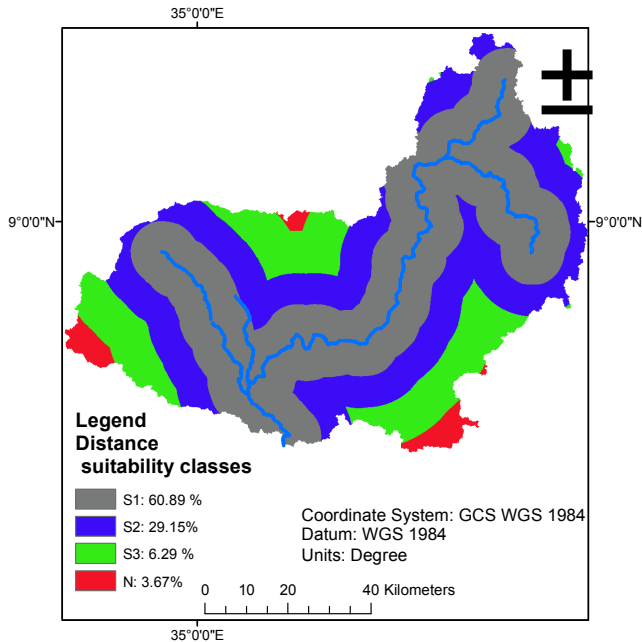 35°0'0"E
9°0'0"N
9°0'0"N
Legend
Distance
suitability classes
S1: 60.89 %
S2: 29.15%
S3: 6.29 %
N: 3.67%
Coordinate System: GCS WGS 1984
Datum: WGS 1984
Units: Degree
0 10 20 40 Kilometers
35°0'0"E